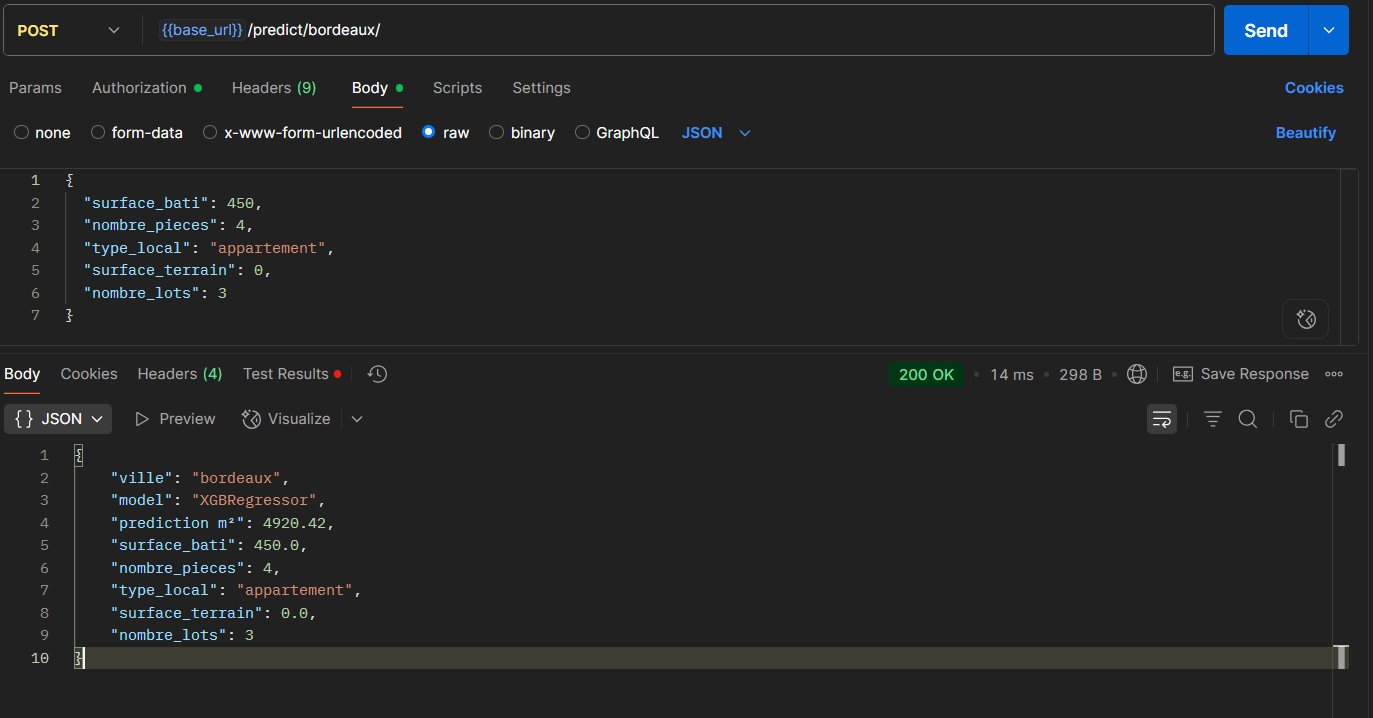 POST {{base_url}} /predict/bordeaux/ Send
Params Authorization Headers (9) Body Scripts Settings Cookies
none form-data x-www-form-urlencoded raw binary GraphQL JSON Beautify
1 {
2 "surface_bati": 450,
3 "nombre_pieces": 4,
4 "type_local": "appartement",
5 "surface_terrain": 0,
6 "nombre_lots": 3
7 }
Body Cookies Headers (4) Test Results 200 OK 14 ms 298 B e.g. Save Response
{} JSON Preview Visualize
1 {
2 "ville": "bordeaux",
3 "model": "XGBRegressor",
4 "prediction m²": 4920.42,
5 "surface_bati": 450.0,
6 "nombre_pieces": 4,
7 "type_local": "appartement",
8 "surface_terrain": 0.0,
9 "nombre_lots": 3
10 }